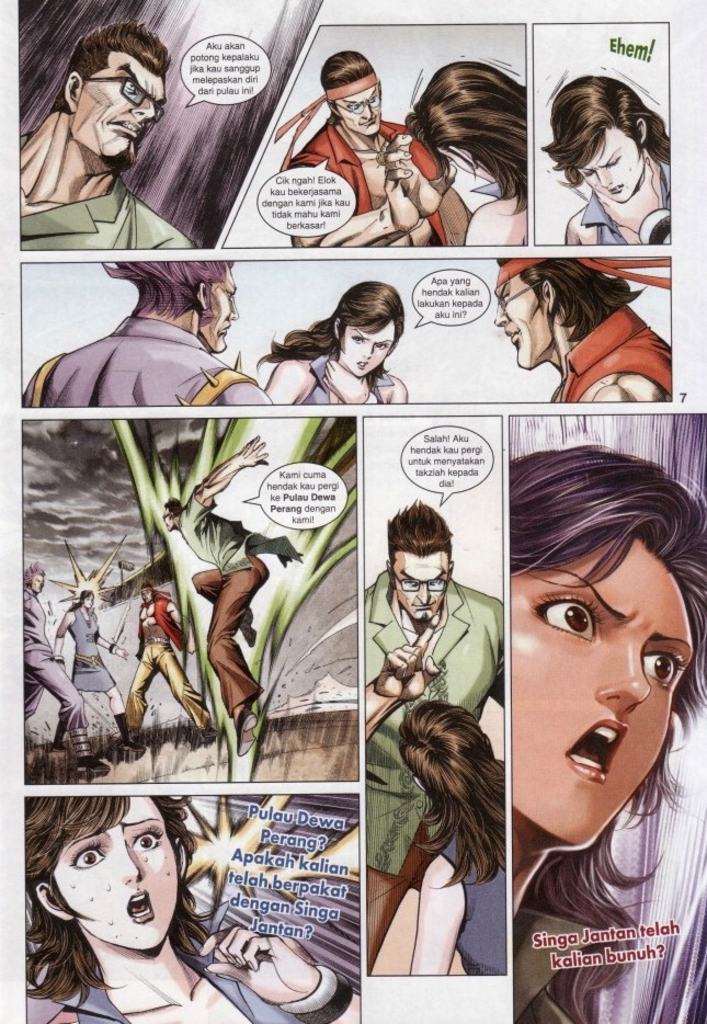 Aku akan
potong kepalaku
jika kau sanggup
melepaskan diri
dari pulau ini!
Cik ngah! Elok
kau bekerjasama
dengan kami jika kau
tidak mahu kami
berkasar!
Ehem!
Apa yang
hendak kalian
lakukan kepada
aku ini?
7
Kami cuma
hendak kau pergi
ke Pulau Dewa
Perang dengan
kami!
Salah! Aku
hendak kau pergi
untuk menyatakan
takziah kepada
dia!
Pulau Dewa
Perang?
Apakah kalian
telah berpakat
dengan Singa
Jantan?
Singa Jantan telah
kalian bunuh?